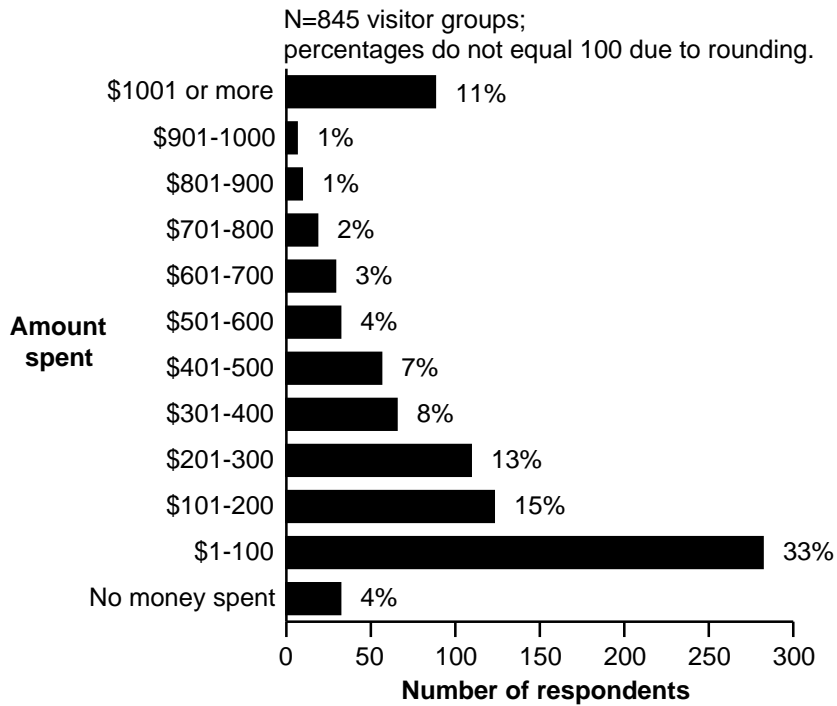 N=845 visitor groups;
percentages do not equal 100 due to rounding.
$1001 or more 11%
$901-1000 1%
$801-900 1%
$701-800 2%
$601-700 3%
$501-600 4%
Amount
spent
$401-500 7%
$301-400 8%
$201-300 13%
$101-200 15%
$1-100 33%
No money spent 4%
0 50 100 150 200 250 300
Number of respondents